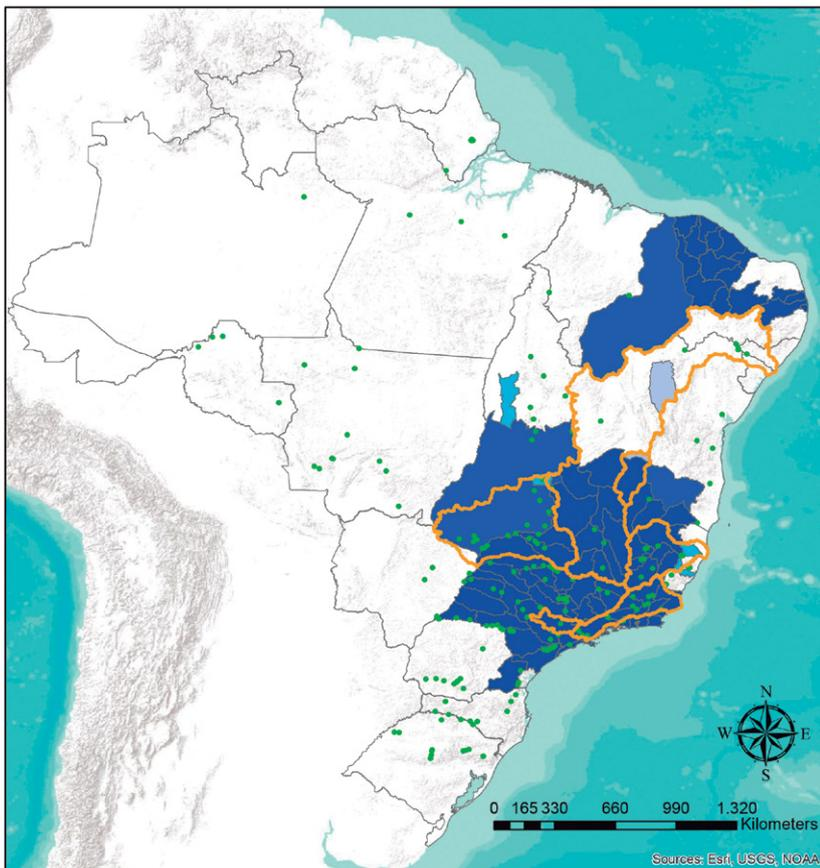 N
W E
S
0 165 330 660 990 1.320
Kilometers
Sources: Esri, USGS, NOAA